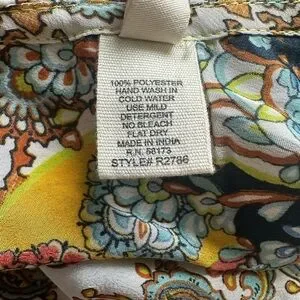 100% POLYESTER
HAND WASH IN
COLD WATER
USE MILD
DETERGENT
NO BLEACH
FLAT DRY
MADE IN INDIA
R.N. 58173
STYLE# R2786